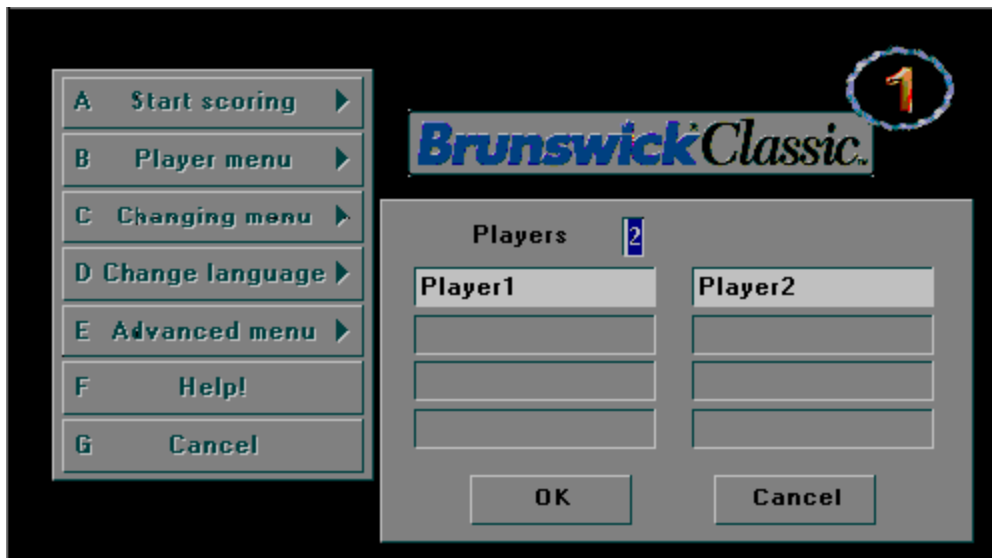 1
A Start scoring
B Player menu
C Changing menu
D Change language
E Advanced menu
F Help!
G Cancel
Brunswick Classic™
Players 2
Player1 Player2
OK Cancel